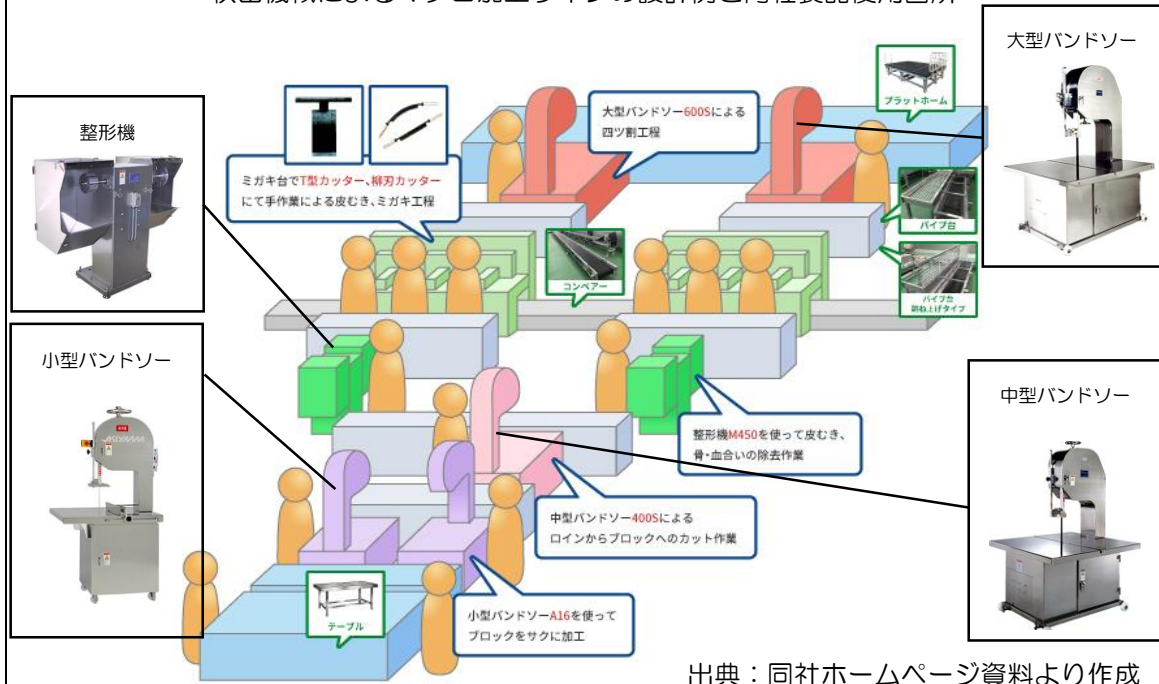 大型バンドソー
プラットホーム
整形機
大型バンドソー600Sによる
四ツ割工程
ミガキ台でT型カッター、柳刃カッター
にて手作業による皮むき、ミガキ工程
パイプ台
コンベアー
パイプ台
跳ね上げタイプ
小型バンドソー
中型バンドソー
整形機M450を使って皮むき、
骨・血合いの除去作業
中型バンドソー400Sによる
ロインからブロックへのカット作業
小型バンドソーA16を使って
ブロックをサクに加工
テーブル
出典：同社ホームページ資料より作成